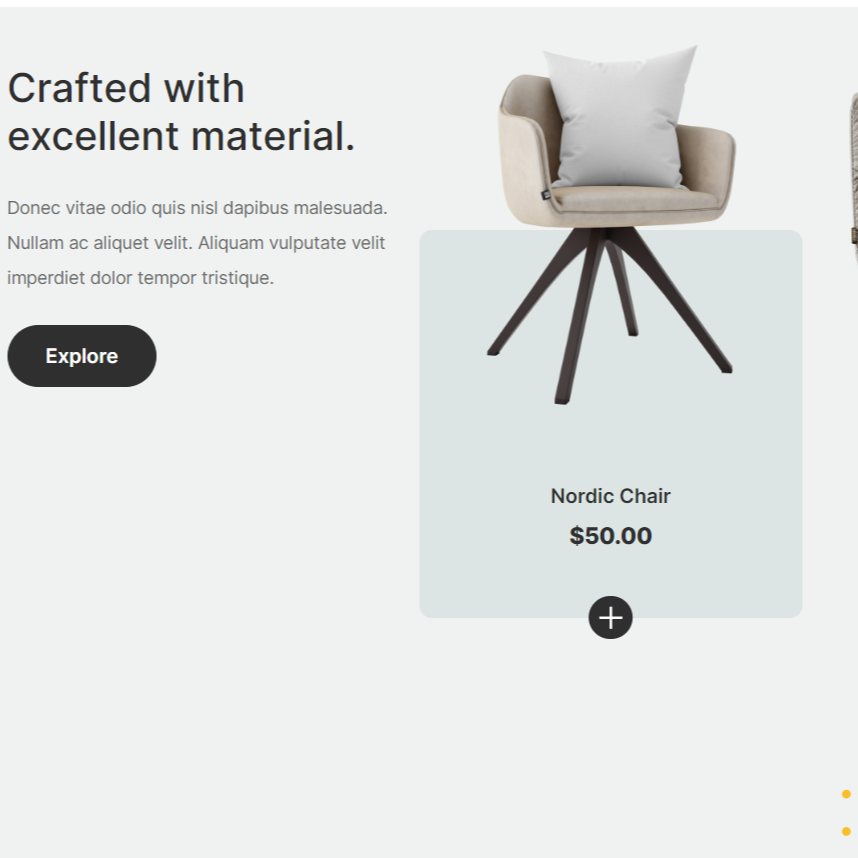 Crafted with
excellent material.
Donec vitae odio quis nisl dapibus malesuada.
Nullam ac aliquet velit. Aliquam vulputate velit
imperdiet dolor tempor tristique.
Explore
Nordic Chair
$50.00